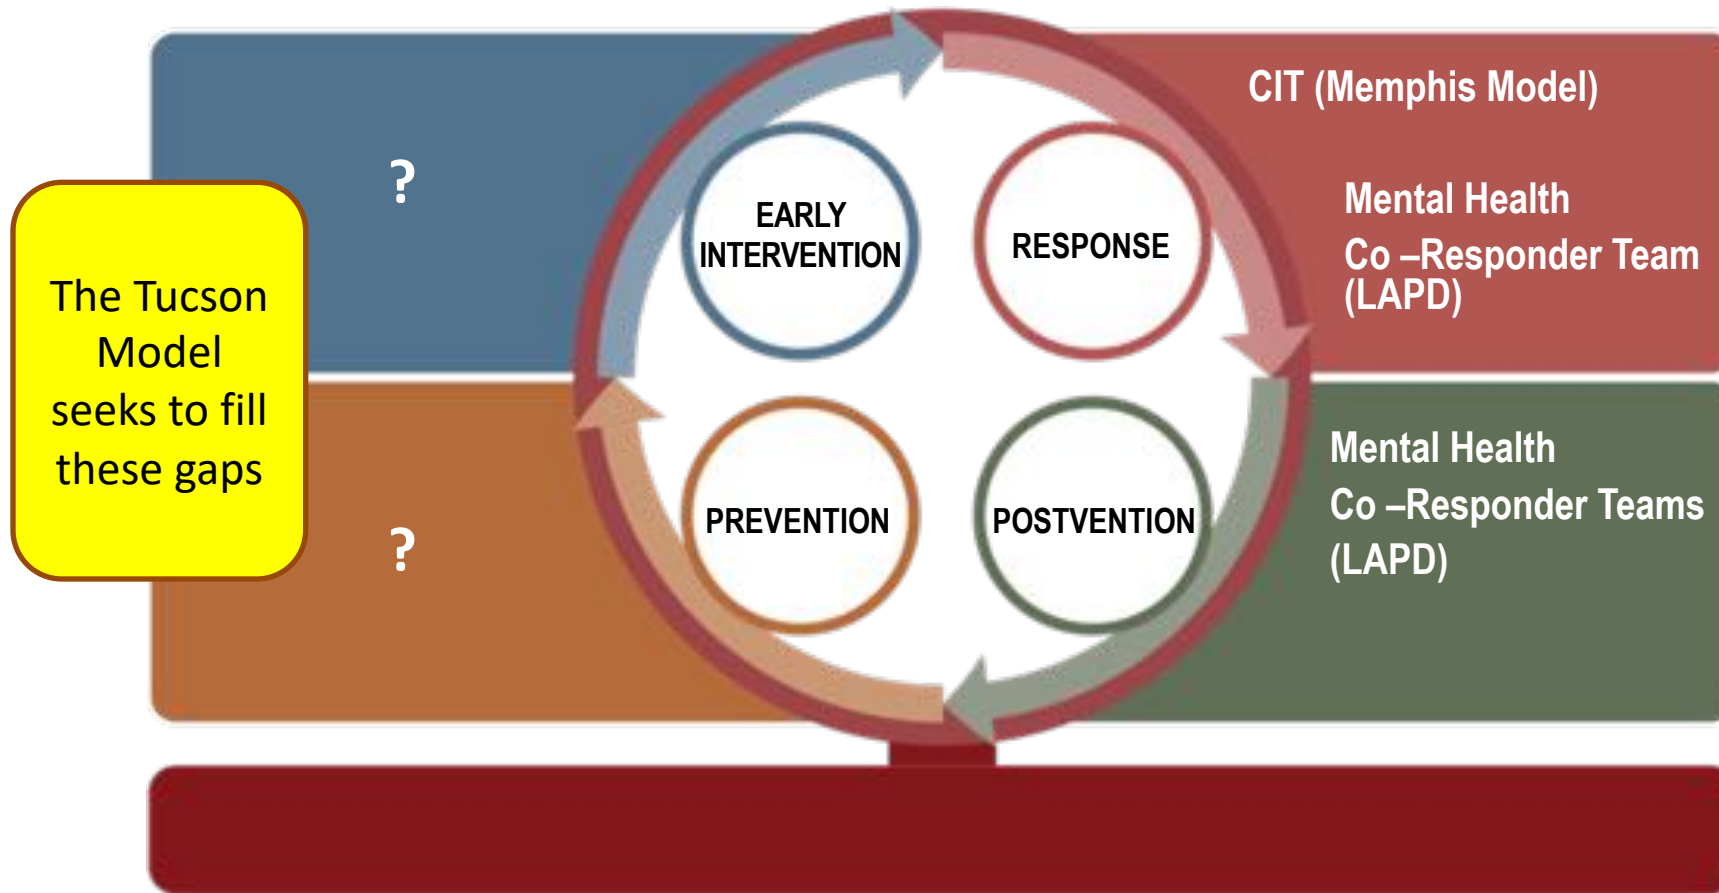 ?
The Tucson
Model
seeks to fill
these gaps
?
EARLY
INTERVENTION
RESPONSE
PREVENTION
POSTVENTION
CIT (Memphis Model)
Mental Health
Co –Responder Team
(LAPD)
Mental Health
Co –Responder Teams
(LAPD)